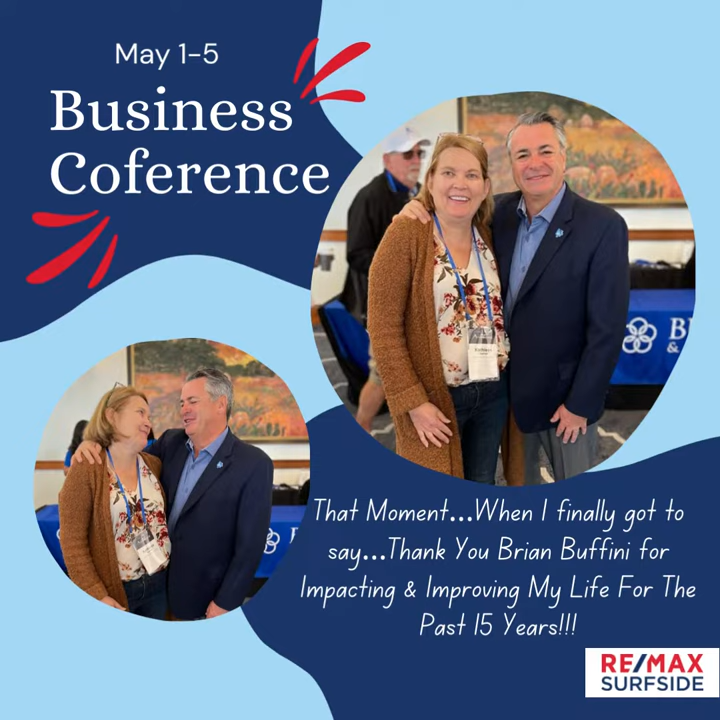 May 1-5
Business
Coference
That Moment...When I finally got to
say...Thank You Brian Buffini for
Impacting & Improving My Life For The
Past 15 Years!!!
RE/MAX
SURFSIDE